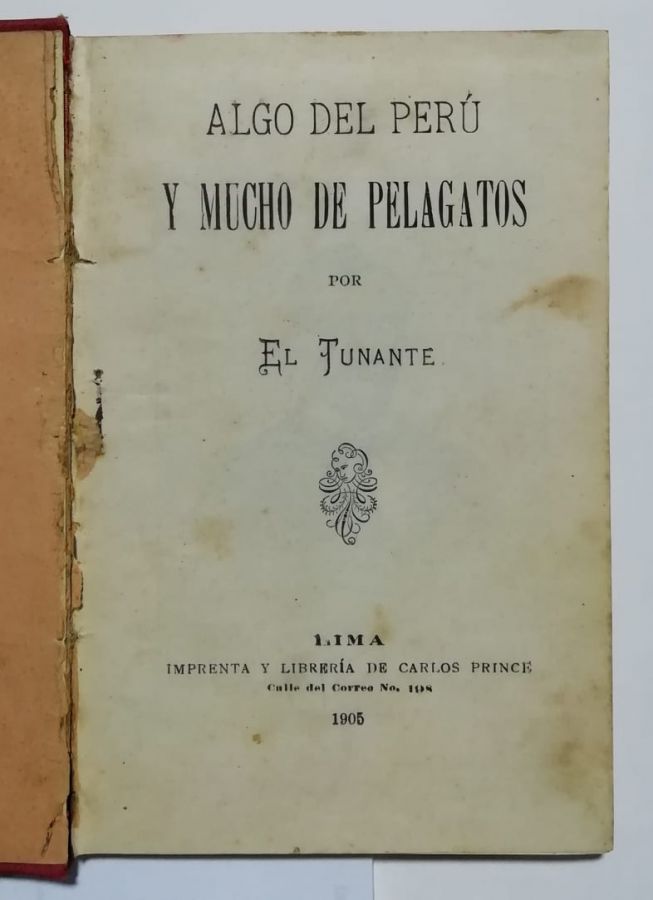 ALGO DEL PERÚ
Y MUCHO DE PELAGATOS
POR
EL TUNANTE
LIMA
IMPRENTA Y LIBRERÍA DE CARLOS PRINCE
Calle del Correo No. 198
1905